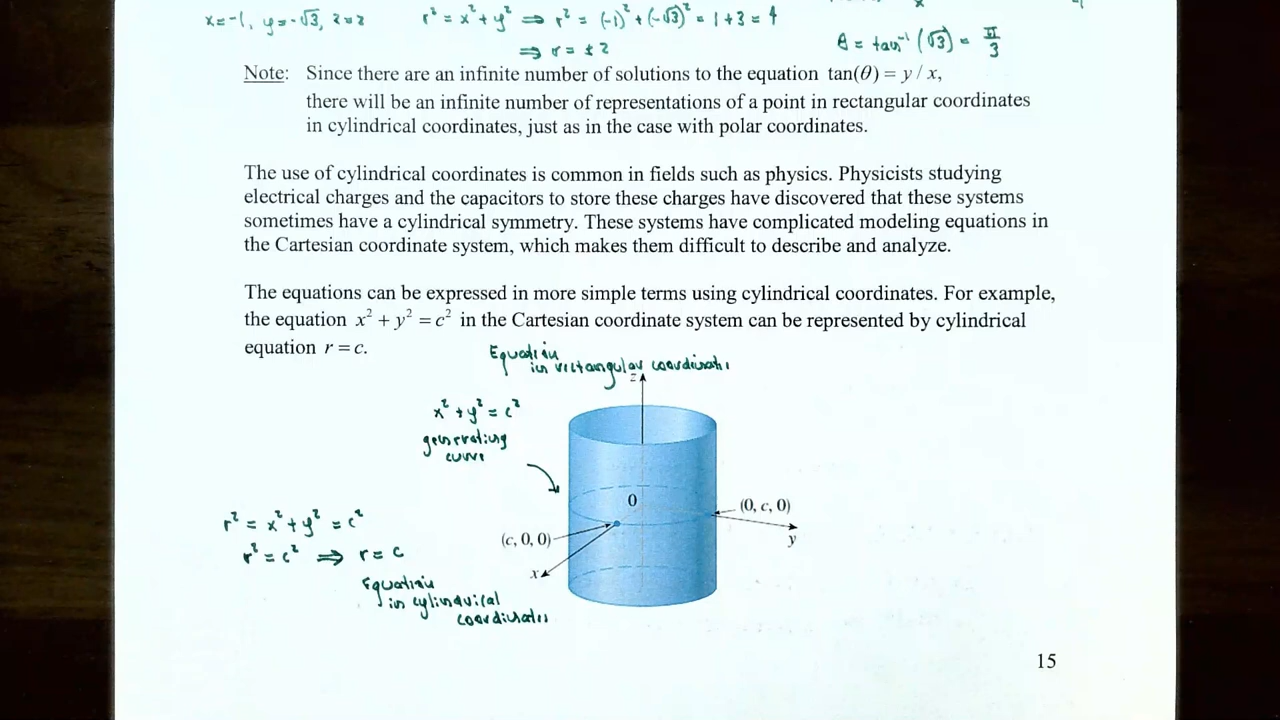 x=-1, y=-√3, z=2
r² = x²+y² ⇒ r² = (-1)²+(-√3)² = 1+3 = 4
⇒ r = ±2
θ = tan⁻¹(√3) = π/3
Note: Since there are an infinite number of solutions to the equation tan(θ) = y / x,
there will be an infinite number of representations of a point in rectangular coordinates
in cylindrical coordinates, just as in the case with polar coordinates.
The use of cylindrical coordinates is common in fields such as physics. Physicists studying
electrical charges and the capacitors to store these charges have discovered that these systems
sometimes have a cylindrical symmetry. These systems have complicated modeling equations in
the Cartesian coordinate system, which makes them difficult to describe and analyze.
The equations can be expressed in more simple terms using cylindrical coordinates. For example,
the equation x² + y² = c² in the Cartesian coordinate system can be represented by cylindrical
equation r = c.
Equation
in rectangular coordinates
z
x²+y² = c²
generating
curve
0
(0, c, 0)
y
(c, 0, 0)
x
r² = x²+y² = c²
r² = c² ⇒ r = c
Equation
in cylindrical
coordinates
15